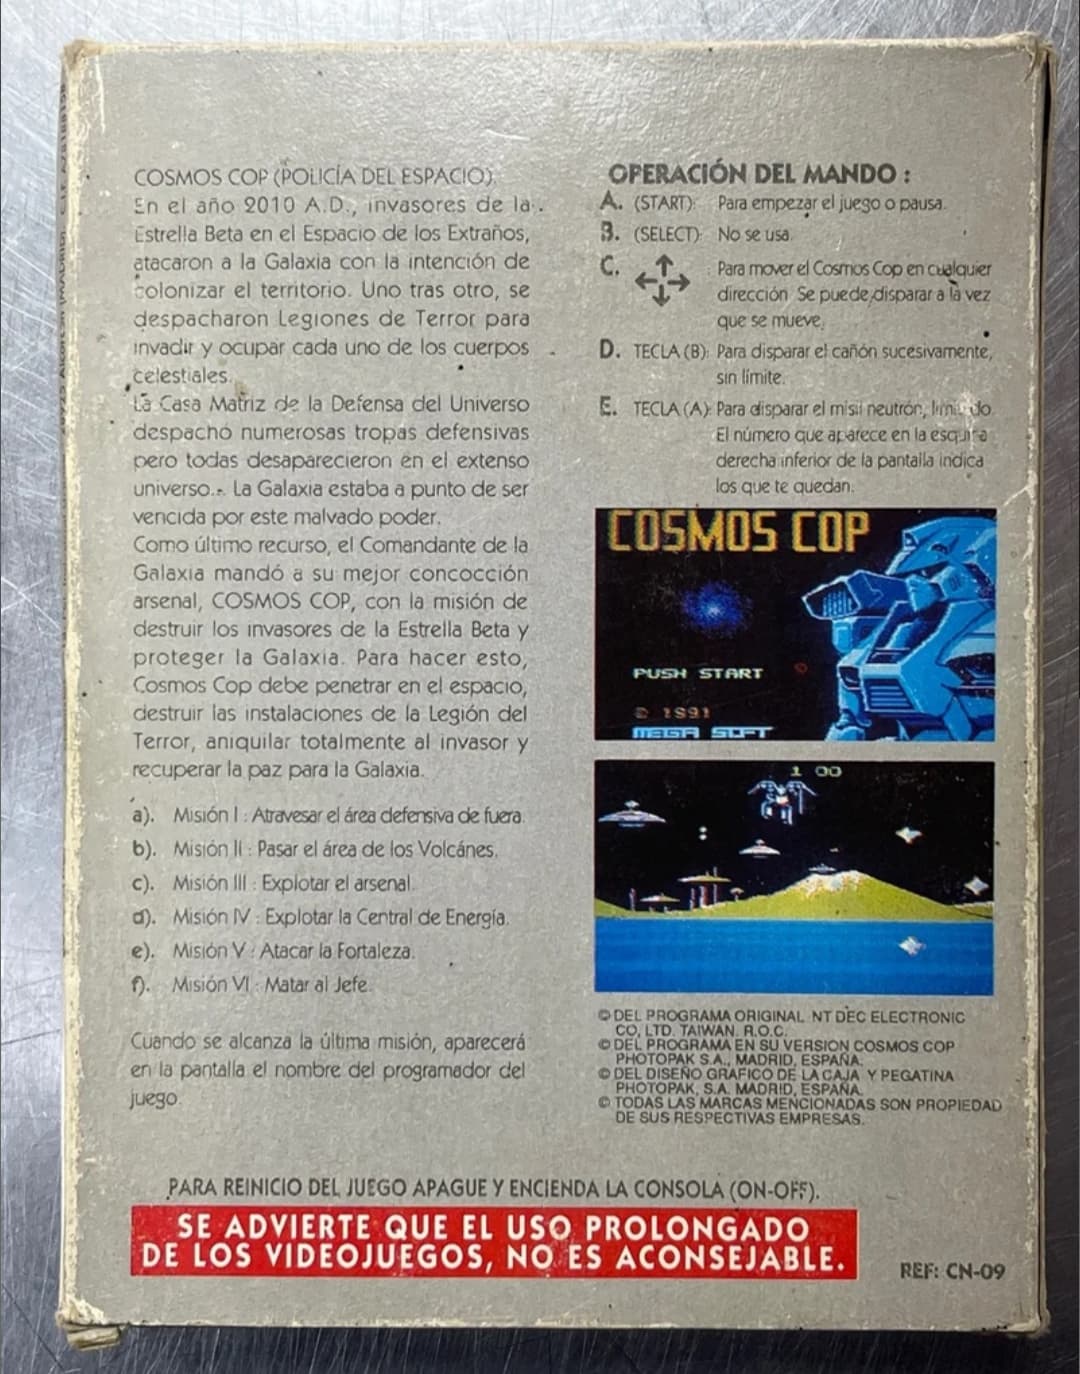 COSMOS COP (POLICÍA DEL ESPACIO).
En el año 2010 A.D., invasores de la
Estrella Beta en el Espacio de los Extraños,
atacaron a la Galaxia con la intención de
colonizar el territorio. Uno tras otro, se
despacharon Legiones de Terror para
invadir y ocupar cada uno de los cuerpos
celestiales.
La Casa Matriz de la Defensa del Universo
despachó numerosas tropas defensivas
pero todas desaparecieron en el extenso
universo.. La Galaxia estaba a punto de ser
vencida por este malvado poder.
Como último recurso, el Comandante de la
Galaxia mandó a su mejor concocción
arsenal, COSMOS COP, con la misión de
destruir los invasores de la Estrella Beta y
proteger la Galaxia. Para hacer esto,
Cosmos Cop debe penetrar en el espacio,
destruir las instalaciones de la Legión del
Terror, aniquilar totalmente al invasor y
recuperar la paz para la Galaxia.
a). Misión I : Atravesar el área defensiva de fuera.
b). Misión II : Pasar el área de los Volcánes.
c). Misión III : Explotar el arsenal.
d). Misión IV : Explotar la Central de Energía.
e). Misión V : Atacar la Fortaleza.
f). Misión VI : Matar al Jefe.
Cuando se alcanza la última misión, aparecerá
en la pantalla el nombre del programador del
juego.
OPERACIÓN DEL MANDO :
A. (START): Para empezar el juego o pausa.
B. (SELECT): No se usa.
C. : Para mover el Cosmos Cop en cualquier
dirección. Se puede disparar a la vez
que se mueve.
D. TECLA (B): Para disparar el cañón sucesivamente,
sin límite.
E. TECLA (A): Para disparar el misil neutrón, limitado.
El número que aparece en la esquina
derecha inferior de la pantalla indica
los que te quedan.
COSMOS COP
PUSH START
© 1991
MEGA SOFT
1 00
© DEL PROGRAMA ORIGINAL NT DEC ELECTRONIC
CO, LTD. TAIWAN. R.O.C.
© DEL PROGRAMA EN SU VERSION COSMOS COP
PHOTOPAK S.A., MADRID, ESPAÑA.
© DEL DISEÑO GRAFICO DE LA CAJA Y PEGATINA
PHOTOPAK, S.A. MADRID, ESPAÑA.
© TODAS LAS MARCAS MENCIONADAS SON PROPIEDAD
DE SUS RESPECTIVAS EMPRESAS.
PARA REINICIO DEL JUEGO APAGUE Y ENCIENDA LA CONSOLA (ON-OFF).
SE ADVIERTE QUE EL USO PROLONGADO
DE LOS VIDEOJUEGOS, NO ES ACONSEJABLE.
REF: CN-09